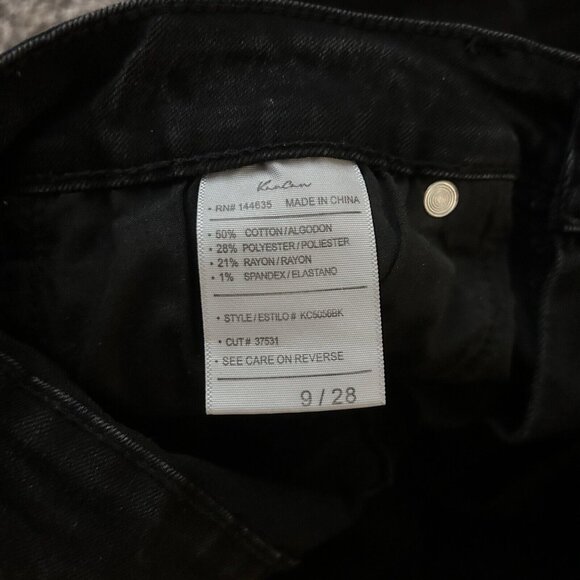 KanCan
• RN# 144635 MADE IN CHINA
• 50% COTTON/ALGODON
• 28% POLYESTER/POLIESTER
• 21% RAYON/RAYON
• 1% SPANDEX/ELASTANO
• STYLE/ESTILO# KC5056BK
• CUT# 37531
• SEE CARE ON REVERSE
9/28